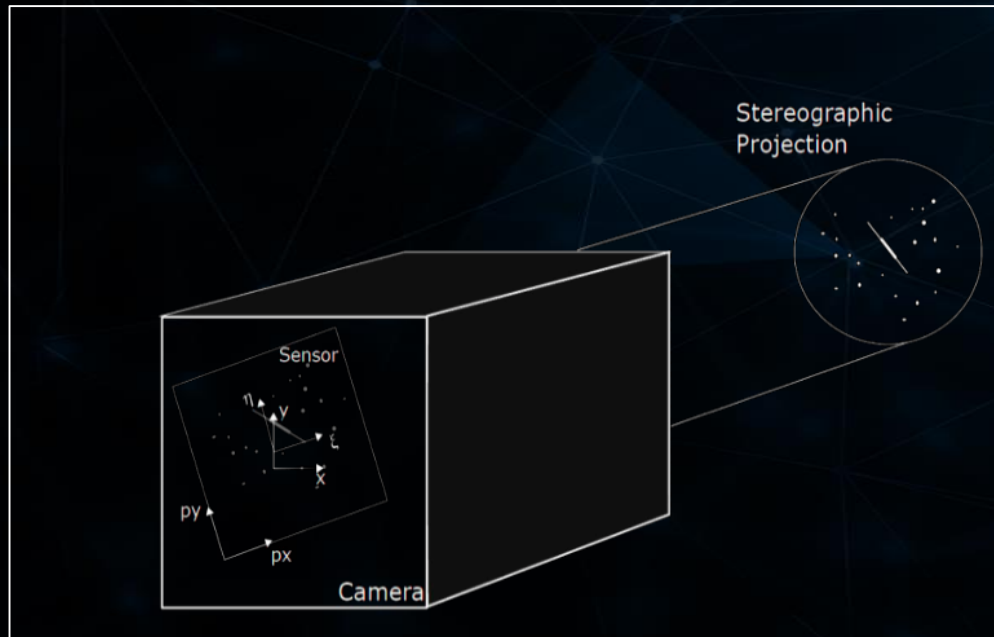 Stereographic
Projection
Sensor
η
y
ξ
x
py
px
Camera